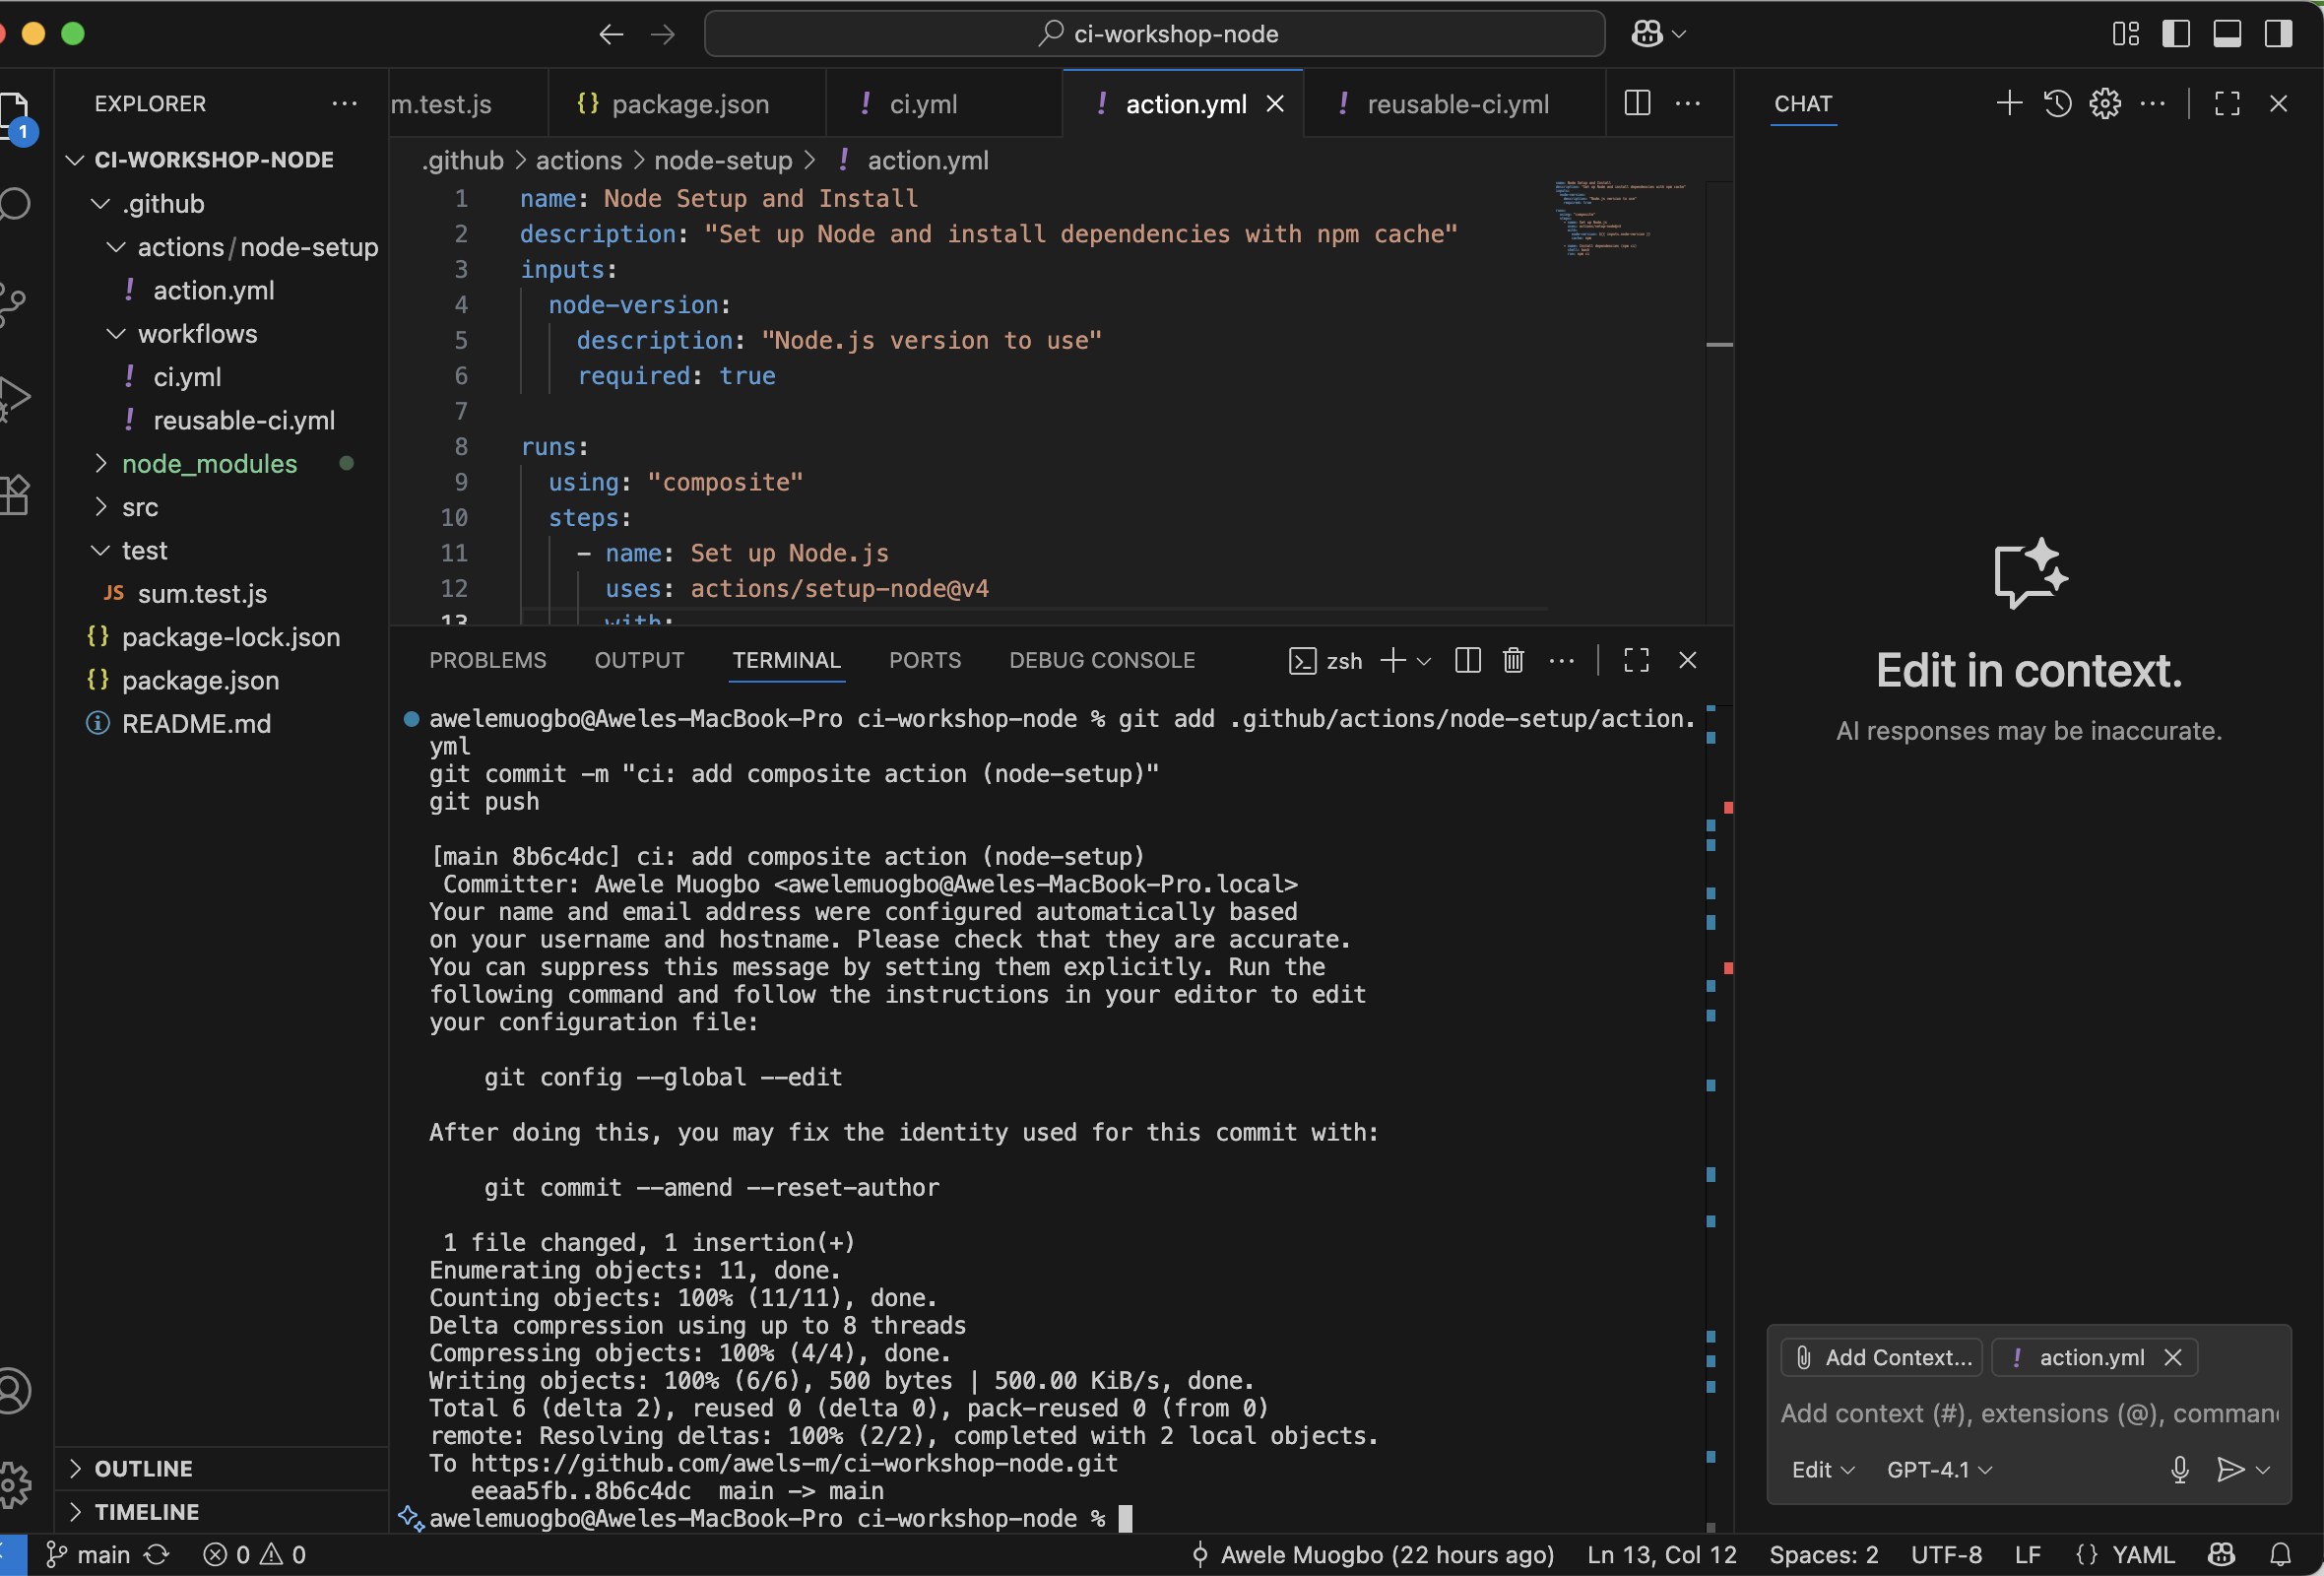 ci-workshop-node
EXPLORER
1
CI-WORKSHOP-NODE
.github
actions/node-setup
! action.yml
workflows
! ci.yml
! reusable-ci.yml
node_modules
src
test
JS sum.test.js
{} package-lock.json
{} package.json
README.md
OUTLINE
TIMELINE
m.test.js
{} package.json
! ci.yml
! action.yml
! reusable-ci.yml
.github > actions > node-setup > ! action.yml
1 name: Node Setup and Install
2 description: "Set up Node and install dependencies with npm cache"
3 inputs:
4 node-version:
5 description: "Node.js version to use"
6 required: true
7
8 runs:
9 using: "composite"
10 steps:
11 - name: Set up Node.js
12 uses: actions/setup-node@v4
13 with:
PROBLEMS OUTPUT TERMINAL PORTS DEBUG CONSOLE
zsh
awelemuogbo@Aweles-MacBook-Pro ci-workshop-node % git add .github/actions/node-setup/action.
yml
git commit -m "ci: add composite action (node-setup)"
git push
[main 8b6c4dc] ci: add composite action (node-setup)
Committer: Awele Muogbo <awelemuogbo@Aweles-MacBook-Pro.local>
Your name and email address were configured automatically based
on your username and hostname. Please check that they are accurate.
You can suppress this message by setting them explicitly. Run the
following command and follow the instructions in your editor to edit
your configuration file:
git config --global --edit
After doing this, you may fix the identity used for this commit with:
git commit --amend --reset-author
1 file changed, 1 insertion(+)
Enumerating objects: 11, done.
Counting objects: 100% (11/11), done.
Delta compression using up to 8 threads
Compressing objects: 100% (4/4), done.
Writing objects: 100% (6/6), 500 bytes | 500.00 KiB/s, done.
Total 6 (delta 2), reused 0 (delta 0), pack-reused 0 (from 0)
remote: Resolving deltas: 100% (2/2), completed with 2 local objects.
To https://github.com/awels-m/ci-workshop-node.git
eeaa5fb..8b6c4dc main -> main
awelemuogbo@Aweles-MacBook-Pro ci-workshop-node %
CHAT
Edit in context.
AI responses may be inaccurate.
Add Context...
! action.yml
Add context (#), extensions (@), comman
Edit
GPT-4.1
main
0
0
Awele Muogbo (22 hours ago)
Ln 13, Col 12
Spaces: 2
UTF-8
LF
{} YAML